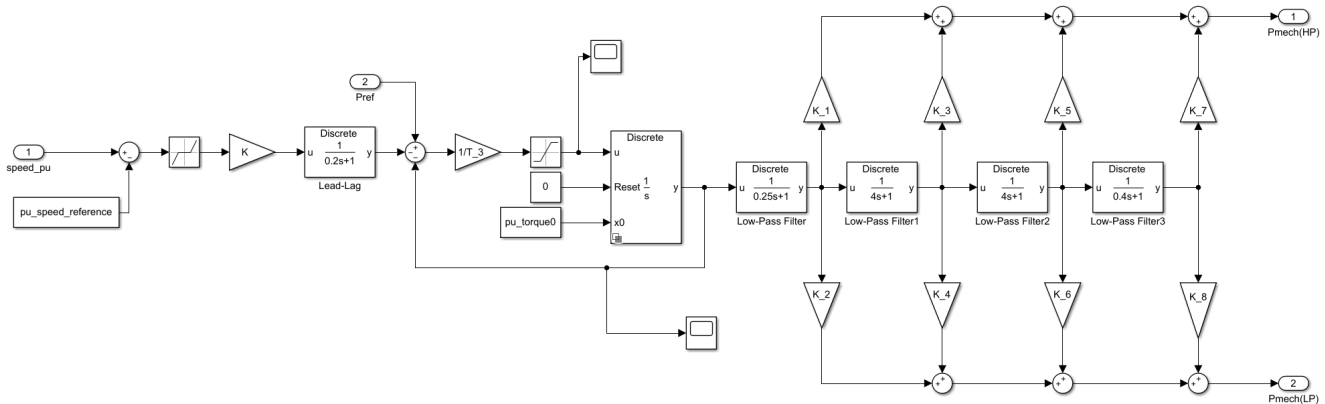 1
speed_pu
+
−
pu_speed_reference
K
Discrete
u
1
0.2s+1
y
Lead-Lag
2
Pref
+
−
−
1/T_3
0
pu_torque0
Discrete
u
Reset
1
s
y
x0
Discrete
u
1
0.25s+1
y
Low-Pass Filter
Discrete
u
1
4s+1
y
Low-Pass Filter1
Discrete
u
1
4s+1
y
Low-Pass Filter2
Discrete
u
1
0.4s+1
y
Low-Pass Filter3
K_1
K_3
K_5
K_7
+
+
+
+
+
+
1
Pmech(HP)
K_2
K_4
K_6
K_8
+
+
+
+
+
+
2
Pmech(LP)